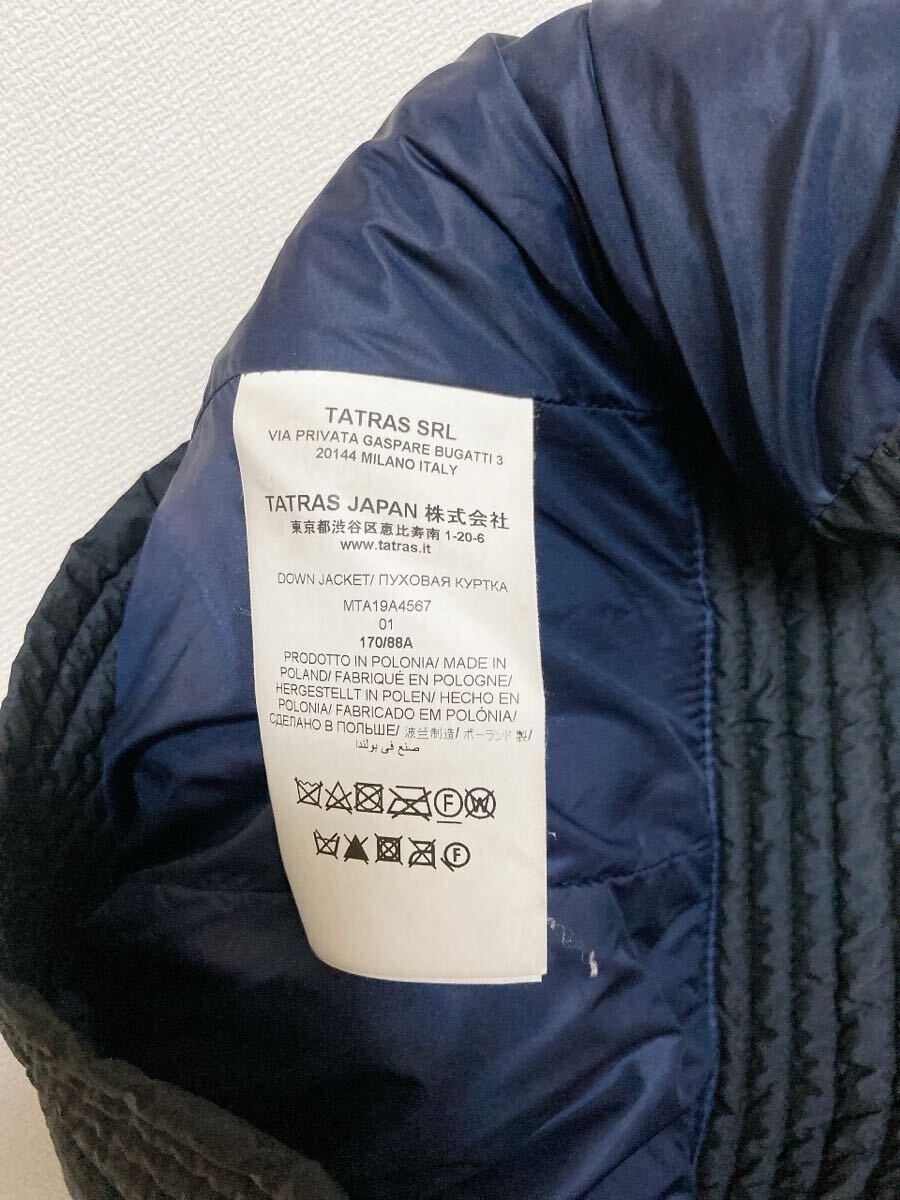 TATRAS SRL
VIA PRIVATA GASPARE BUGATTI 3
20144 MILANO ITALY
TATRAS JAPAN 株式会社
東京都渋谷区恵比寿南 1-20-6
www.tatras.it
DOWN JACKET/ ПУХОВАЯ КУРТКА
MTA19A4567
01
170/88A
PRODOTTO IN POLONIA/ MADE IN
POLAND/ FABRIQUÉ EN POLOGNE/
HERGESTELLT IN POLEN/ HECHO EN
POLONIA/ FABRICADO EM POLÓNIA/
СДЕЛАНО В ПОЛЬШЕ/ 波兰制造/ ポーランド 製/
صنع في بولندا
F W
F